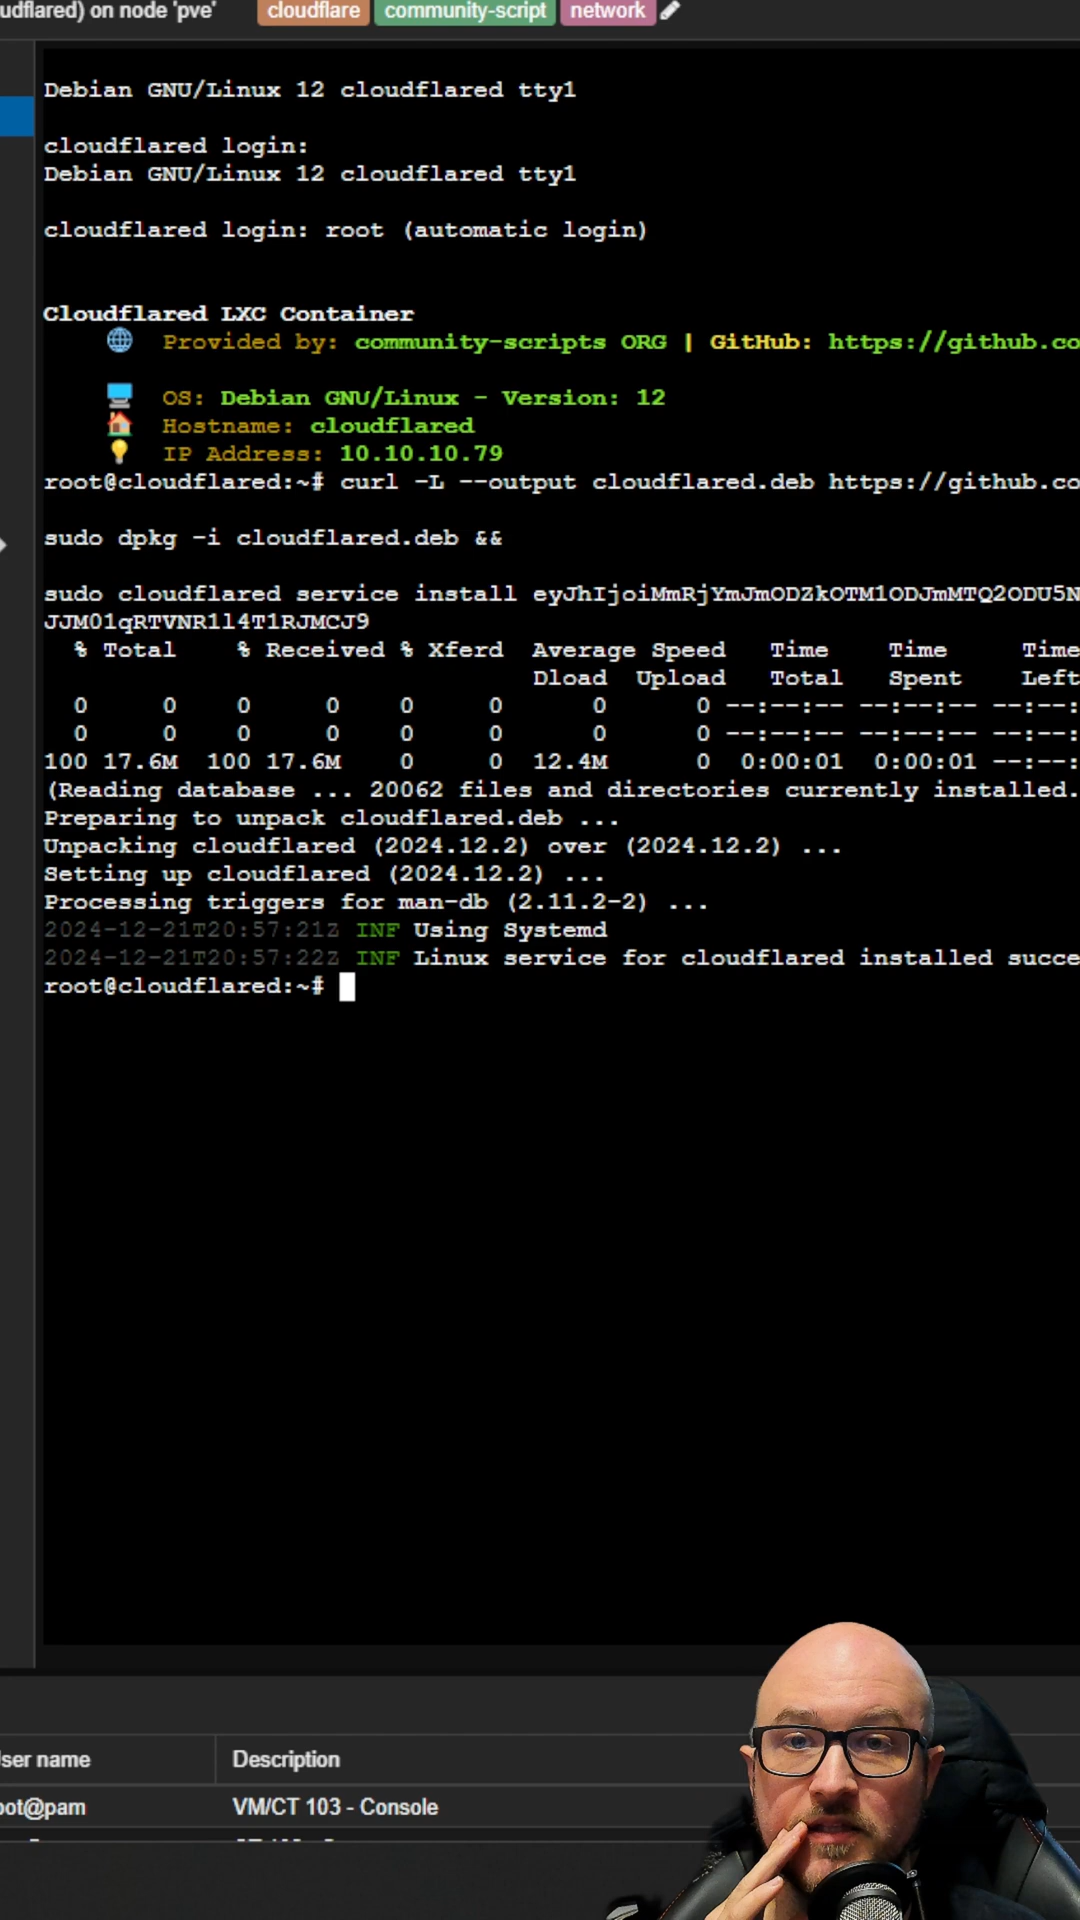 udflared) on node 'pve' cloudflare community-script network
Debian GNU/Linux 12 cloudflared tty1
cloudflared login:
Debian GNU/Linux 12 cloudflared tty1
cloudflared login: root (automatic login)
Cloudflared LXC Container
Provided by: community-scripts ORG | GitHub: https://github.co
OS: Debian GNU/Linux - Version: 12
Hostname: cloudflared
IP Address: 10.10.10.79
root@cloudflared:~# curl -L --output cloudflared.deb https://github.co
sudo dpkg -i cloudflared.deb &&
sudo cloudflared service install eyJhIjoiMmRjYmJmODZkOTM1ODJmMTQ2ODU5N
JJM01qRTVNR1l4T1RJMCJ9
% Total % Received % Xferd Average Speed Time Time Time
Dload Upload Total Spent Left
0 0 0 0 0 0 0 0 --:--:-- --:--:-- --:--:
0 0 0 0 0 0 0 0 --:--:-- --:--:-- --:--:
100 17.6M 100 17.6M 0 0 12.4M 0 0:00:01 0:00:01 --:--:
(Reading database ... 20062 files and directories currently installed.
Preparing to unpack cloudflared.deb ...
Unpacking cloudflared (2024.12.2) over (2024.12.2) ...
Setting up cloudflared (2024.12.2) ...
Processing triggers for man-db (2.11.2-2) ...
2024-12-21T20:57:21Z INF Using Systemd
2024-12-21T20:57:22Z INF Linux service for cloudflared installed succe
root@cloudflared:~#
ser name Description
oot@pam VM/CT 103 - Console